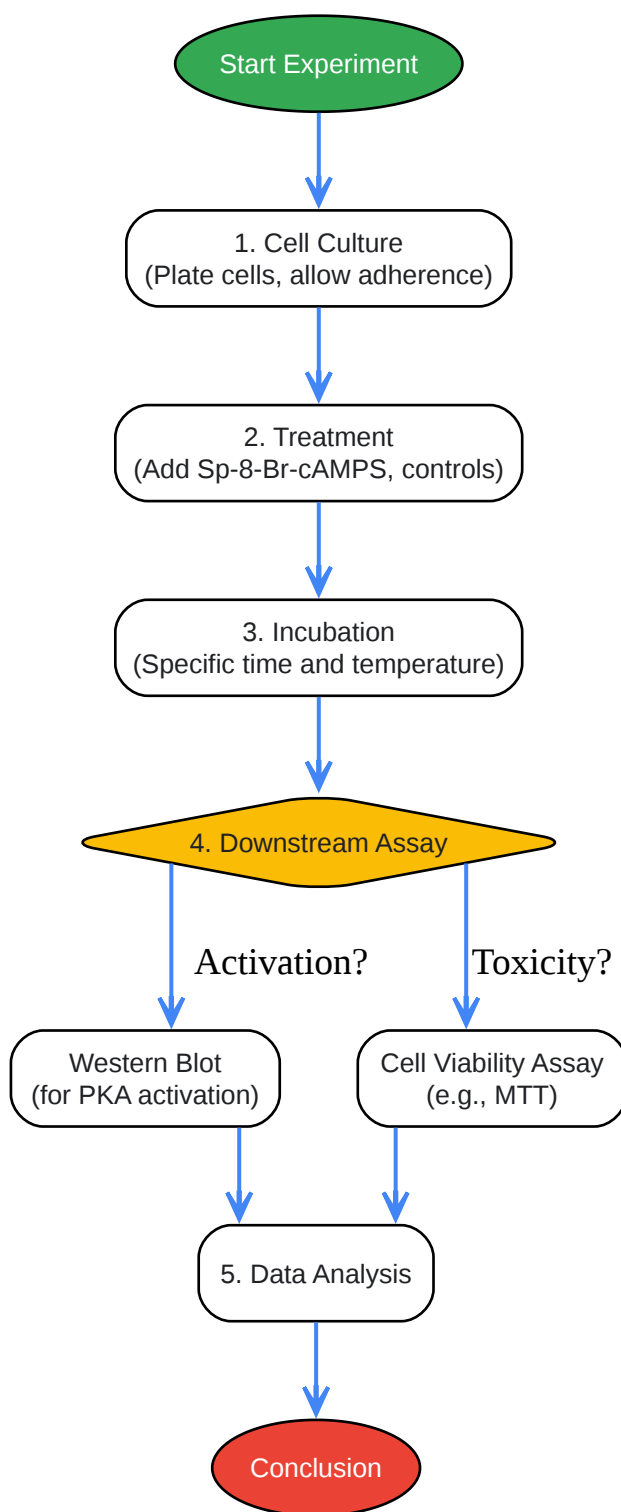 Start Experiment
1. Cell Culture
(Plate cells, allow adherence)
2. Treatment
(Add Sp-8-Br-cAMPS, controls)
3. Incubation
(Specific time and temperature)
4. Downstream Assay
Activation?
Toxicity?
Western Blot
(for PKA activation)
Cell Viability Assay
(e.g., MTT)
5. Data Analysis
Conclusion